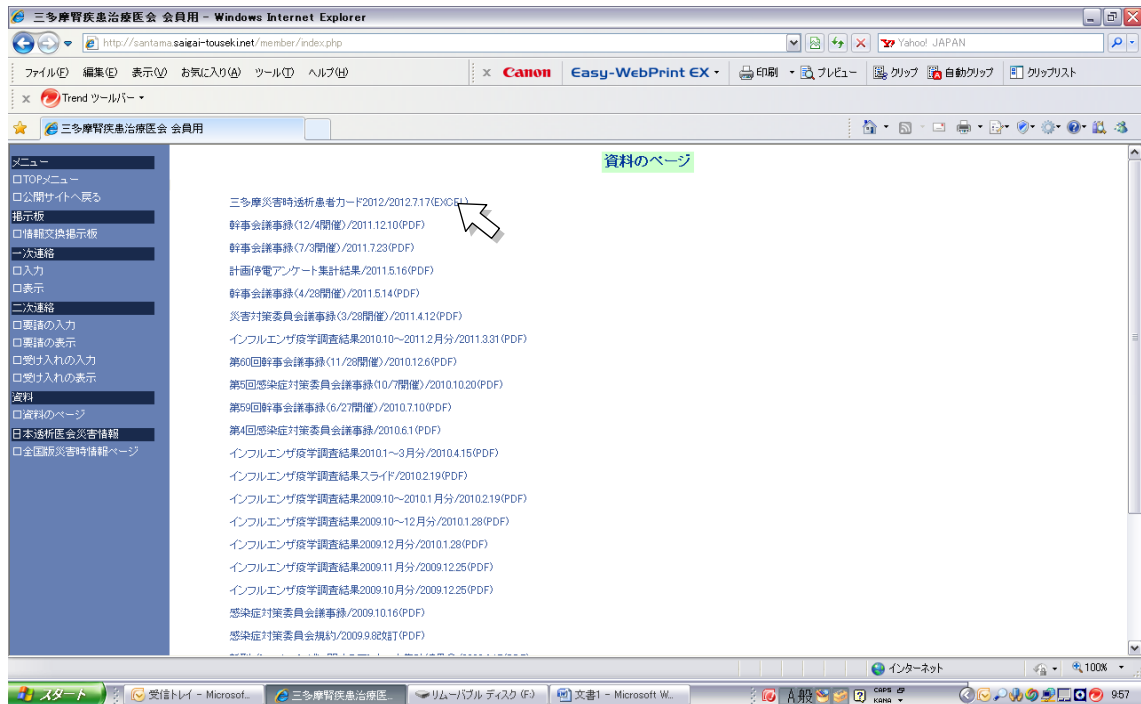 三多摩腎疾患治療医会 会員用 - Windows Internet Explorer
http://santama.saigai-touseki.net/member/index.php
Yahoo! JAPAN
ファイル(F) 編集(E) 表示(V) お気に入り(A) ツール(T) ヘルプ(H)
x Canon Easy-WebPrint EX 印刷 プレビュー クリップ 自動クリップ クリップリスト
x Trend ツールバー
三多摩腎疾患治療医会 会員用
メニュー
□TOPメニュー
□公開サイトへ戻る
掲示板
□情報交換掲示板
一次連絡
□入力
□表示
二次連絡
□要請の入力
□要請の表示
□受け入れの入力
□受け入れの表示
資料
□資料のページ
日本透析医会災害情報
□全国版災害時情報ページ
資料のページ
三多摩災害時透析患者カード2012/2012.7.17(EXCEL)
幹事会議事録(12/4開催)/2011.12.10(PDF)
幹事会議事録(7/3開催)/2011.7.23(PDF)
計画停電アンケート集計結果/2011.5.16(PDF)
幹事会議事録(4/28開催)/2011.5.14(PDF)
災害対策委員会議事録(3/28開催)/2011.4.12(PDF)
インフルエンザ疫学調査結果2010.10～2011.2月分/2011.3.31(PDF)
第60回幹事会議事録(11/28開催)/2010.12.6(PDF)
第5回感染症対策委員会議事録(10/7開催)/2010.10.20(PDF)
第59回幹事会議事録(6/27開催)/2010.7.10(PDF)
第4回感染症対策委員会議事録/2010.6.1(PDF)
インフルエンザ疫学調査結果2010.1～3月分/2010.4.15(PDF)
インフルエンザ疫学調査結果スライド/2010.2.19(PDF)
インフルエンザ疫学調査結果2009.10～2010.1月分/2010.2.19(PDF)
インフルエンザ疫学調査結果2009.10～12月分/2010.1.28(PDF)
インフルエンザ疫学調査結果2009.12月分/2010.1.28(PDF)
インフルエンザ疫学調査結果2009.11月分/2009.12.25(PDF)
インフルエンザ疫学調査結果2009.10月分/2009.12.25(PDF)
感染症対策委員会議事録/2009.10.16(PDF)
感染症対策委員会規約/2009.9.8改訂(PDF)
インターネット 100%
スタート 受信トレイ - Microsof... 三多摩腎疾患治療医... リムーバブル ディスク (F:) 文書1 - Microsoft W... A 般 CAPS KANA 9:57